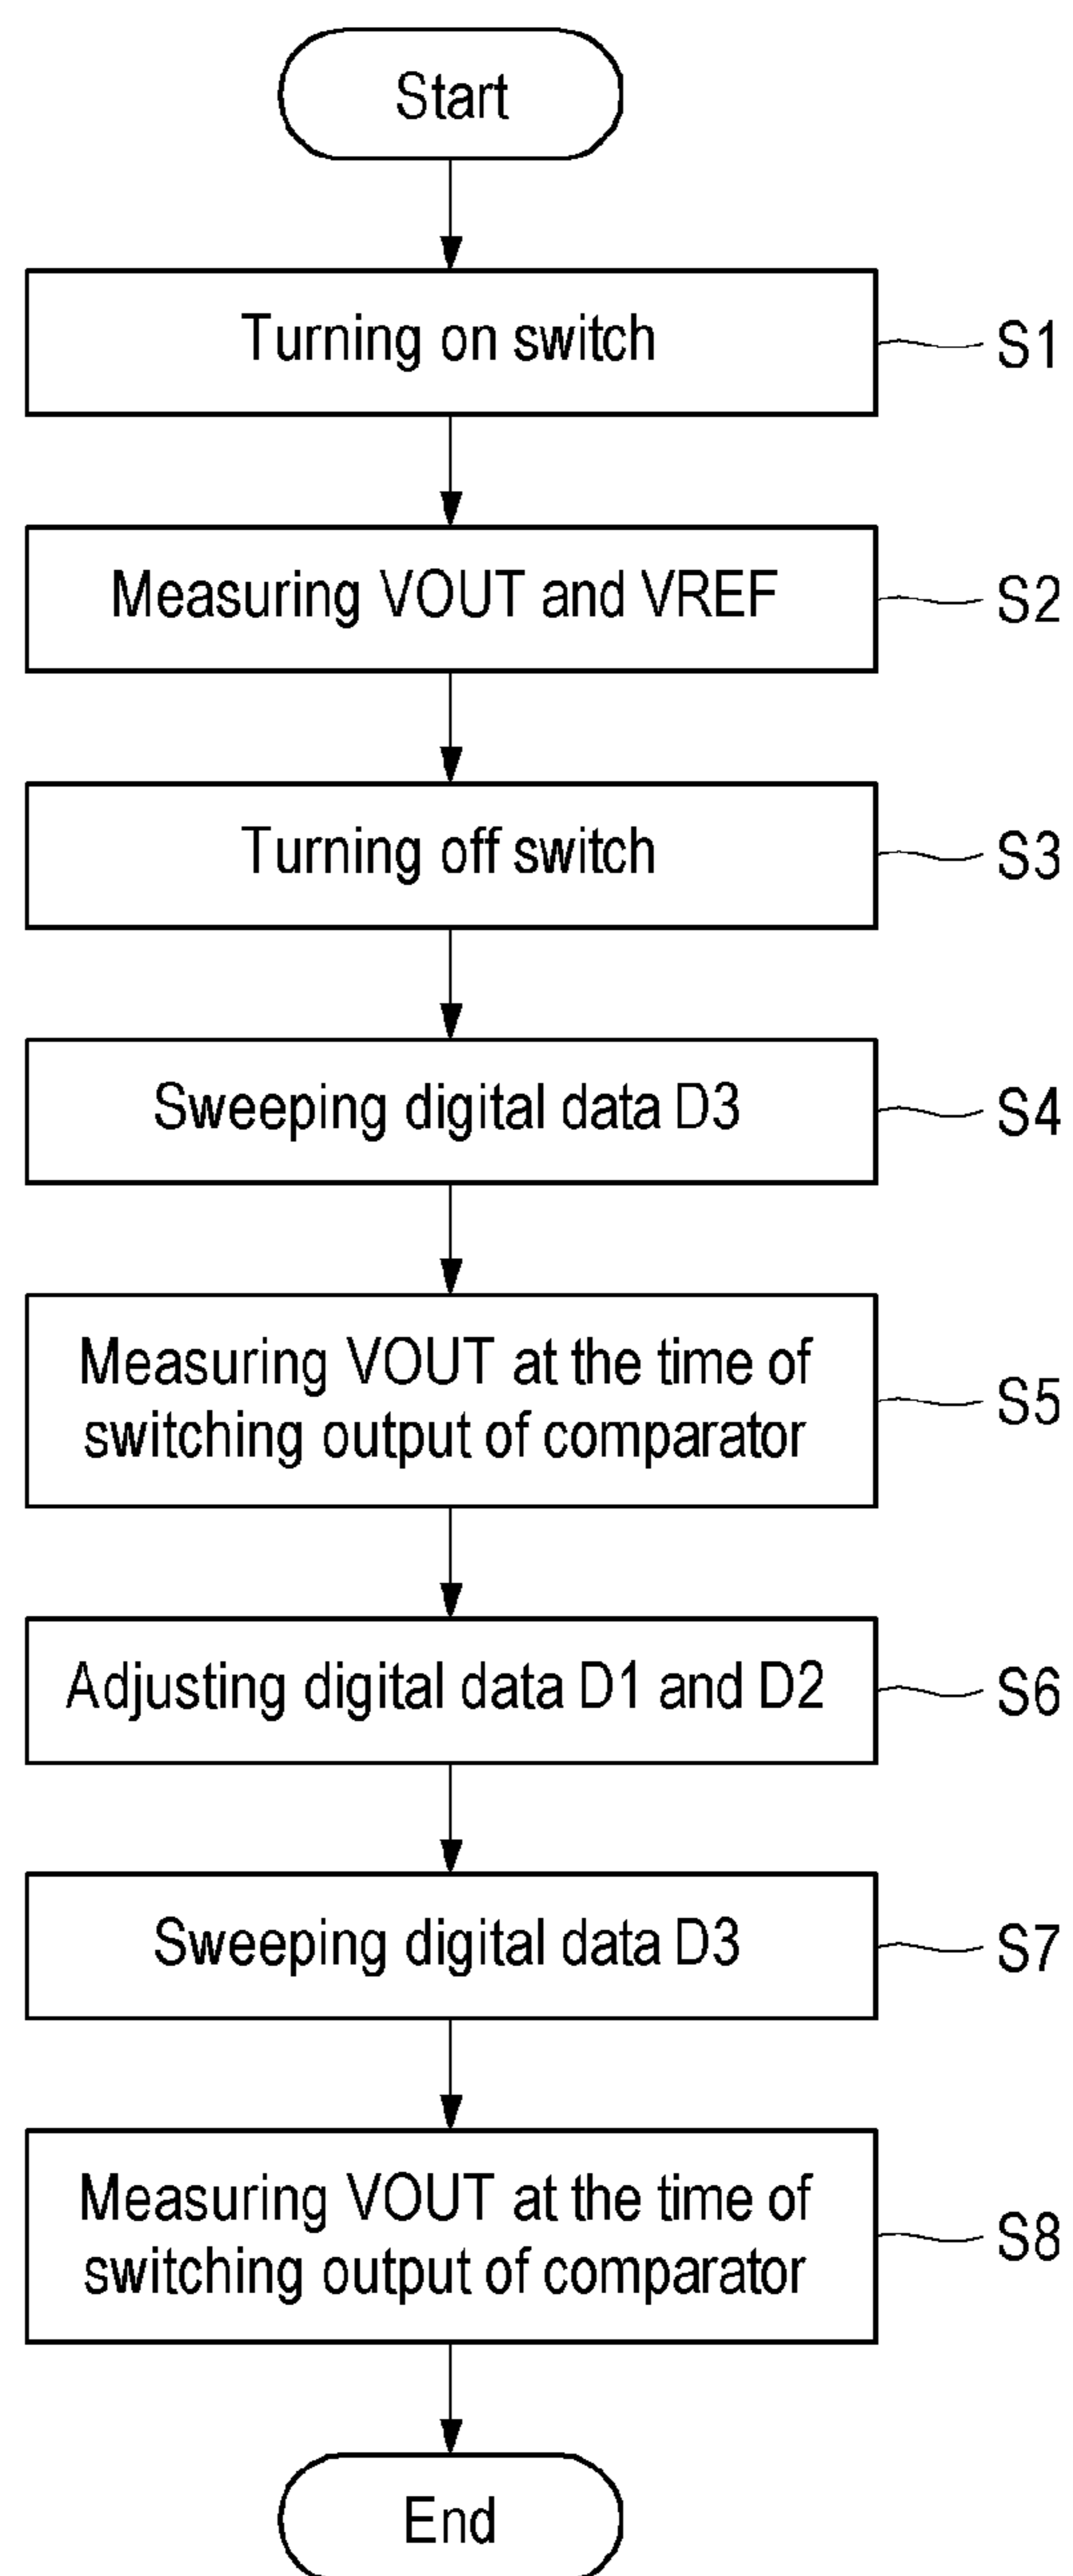 Start
Turning on switch
S1
Measuring VOUT and VREF
S2
Turning off switch
S3
Sweeping digital data D3
S4
Measuring VOUT at the time of
switching output of comparator
S5
Adjusting digital data D1 and D2
S6
Sweeping digital data D3
S7
Measuring VOUT at the time of
switching output of comparator
S8
End